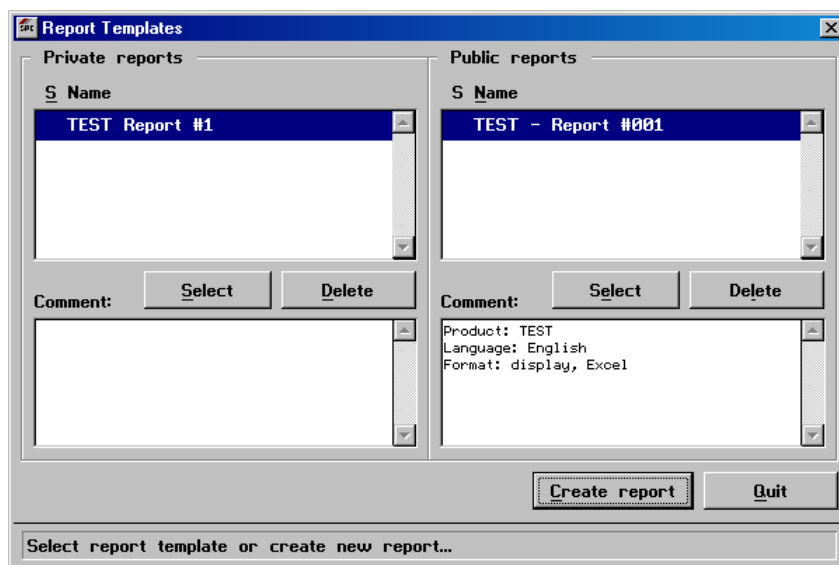 SPC Report Templates
Private reports
S Name
TEST Report #1
Select
Delete
Comment:
Public reports
S Name
TEST - Report #001
Select
Delete
Comment:
Product: TEST
Language: English
Format: display, Excel
Create report
Quit
Select report template or create new report...